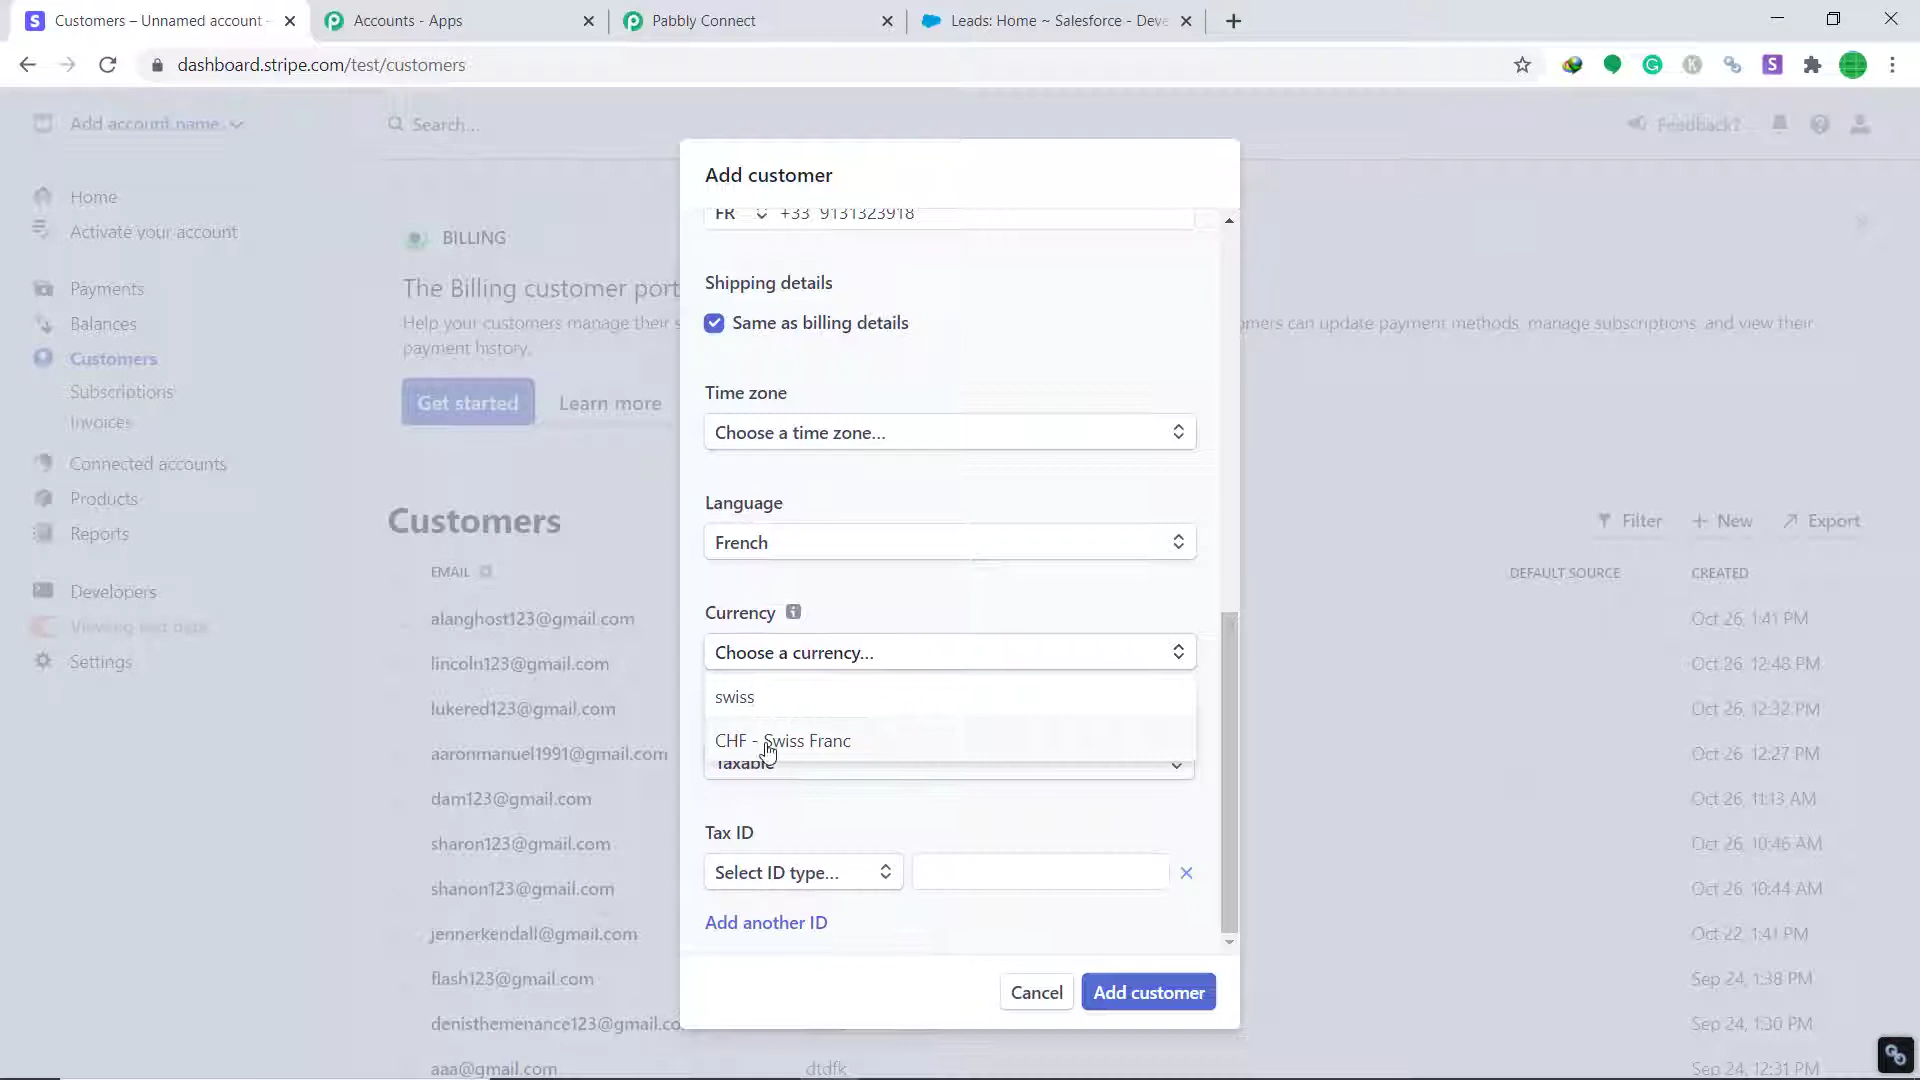 Customers – Unnamed account -
Accounts - Apps
Pabbly Connect
Leads: Home ~ Salesforce - Deve
dashboard.stripe.com/test/customers
Add account name
Search...
Feedback?
Home
Activate your account
Payments
Balances
Customers
Subscriptions
Invoices
Connected accounts
Products
Reports
Developers
Viewing test data
Settings
BILLING
The Billing customer port
Help your customers manage their s
payment history.
omers can update payment methods, manage subscriptions, and view their
Get started
Learn more
Customers
Filter
New
Export
EMAIL
DEFAULT SOURCE
CREATED
alanghost123@gmail.com
Oct 26, 1:41 PM
lincoln123@gmail.com
Oct 26, 12:48 PM
lukered123@gmail.com
Oct 26, 12:32 PM
aaronmanuel1991@gmail.com
Oct 26, 12:27 PM
dam123@gmail.com
Oct 26, 11:13 AM
sharon123@gmail.com
Oct 26, 10:46 AM
shanon123@gmail.com
Oct 26, 10:44 AM
jennerkendall@gmail.com
Oct 22, 1:41 PM
flash123@gmail.com
Sep 24, 1:38 PM
denisthemenance123@gmail.co
Sep 24, 1:30 PM
aaa@gmail.com
dtdfk
Sep 24, 12:31 PM
Add customer
FR +33 9131323918
Shipping details
Same as billing details
Time zone
Choose a time zone...
Language
French
Currency
Choose a currency...
swiss
CHF - Swiss Franc
Taxable
Tax ID
Select ID type...
Add another ID
Cancel
Add customer